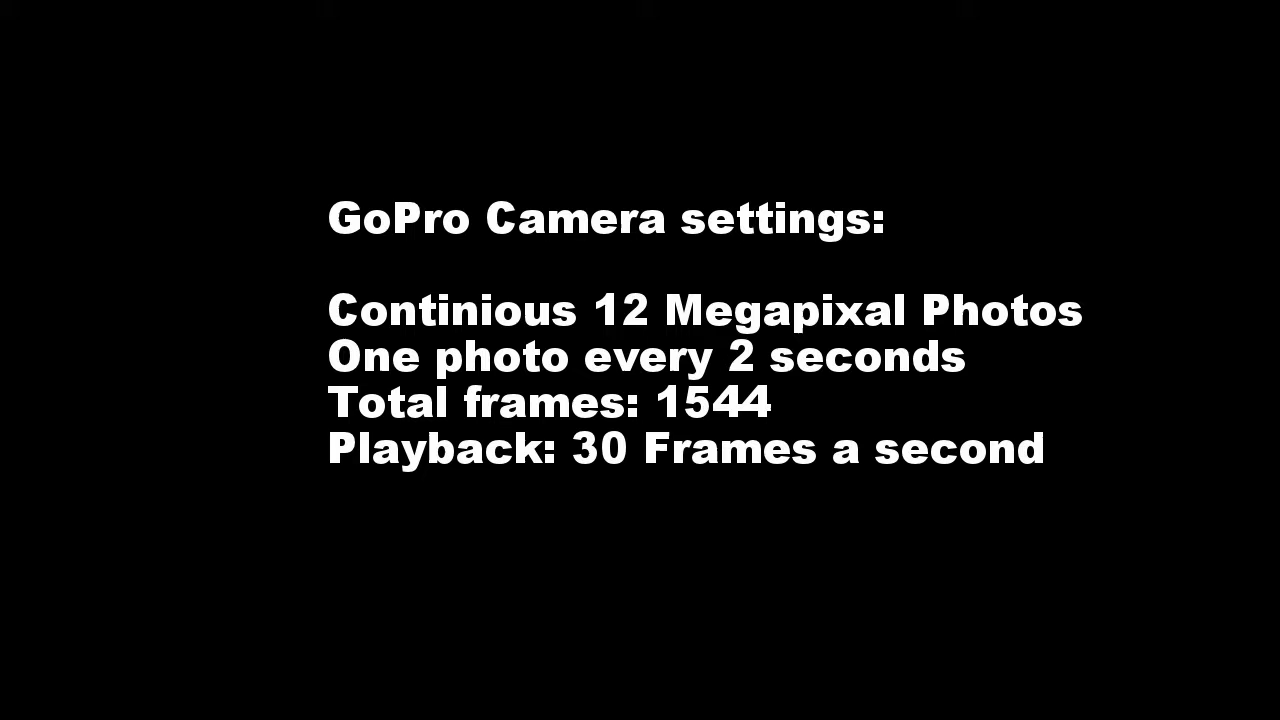 GoPro Camera settings:
Continious 12 Megapixal Photos
One photo every 2 seconds
Total frames: 1544
Playback: 30 Frames a second